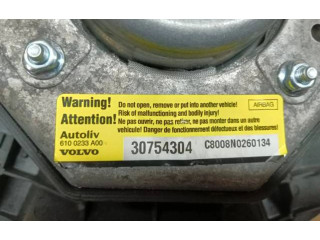 Warning!
Attention!
Do not open, remove or put into another vehicle!
Risk of malfunctioning and bodily injury!
Ne pas ouvrir, ne pas retirer, ne pas monter dans un autre
vehicule! Danger de fonctionnement défectueux et des blessures!
AIRBAG
Autoliv
610 0233 A00
VOLVO
30754304
C8008N0260134